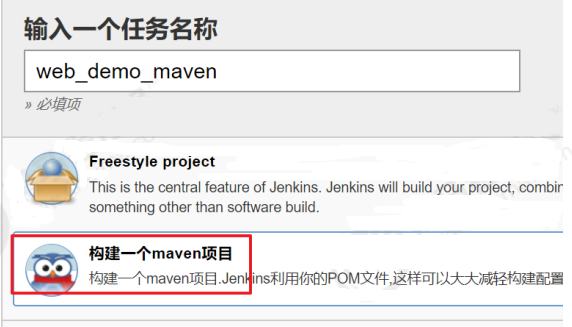 输入一个任务名称
web_demo_maven
» 必填项
Freestyle project
This is the central feature of Jenkins. Jenkins will build your project, combin
something other than software build.
构建一个maven项目
构建一个maven项目.Jenkins利用你的POM文件,这样可以大大减轻构建配置